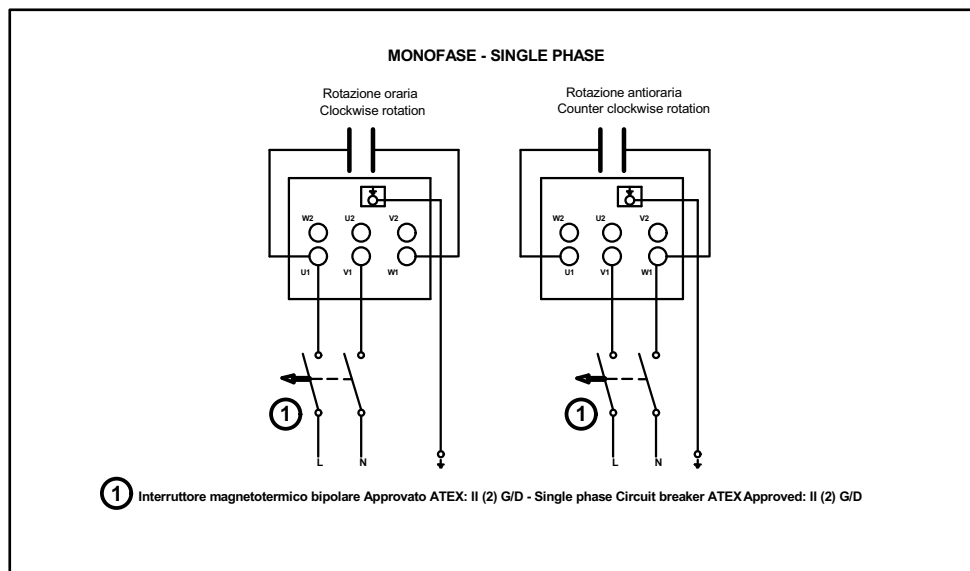 MONOFASE - SINGLE PHASE
Rotazione oraria
Clockwise rotation
W2 U2 V2
U1 V1 W1
1
L N
Rotazione antioraria
Counter clockwise rotation
W2 U2 V2
U1 V1 W1
1
L N
1 Interruttore magnetotermico bipolare Approvato ATEX: II (2) G/D - Single phase Circuit breaker ATEX Approved: II (2) G/D